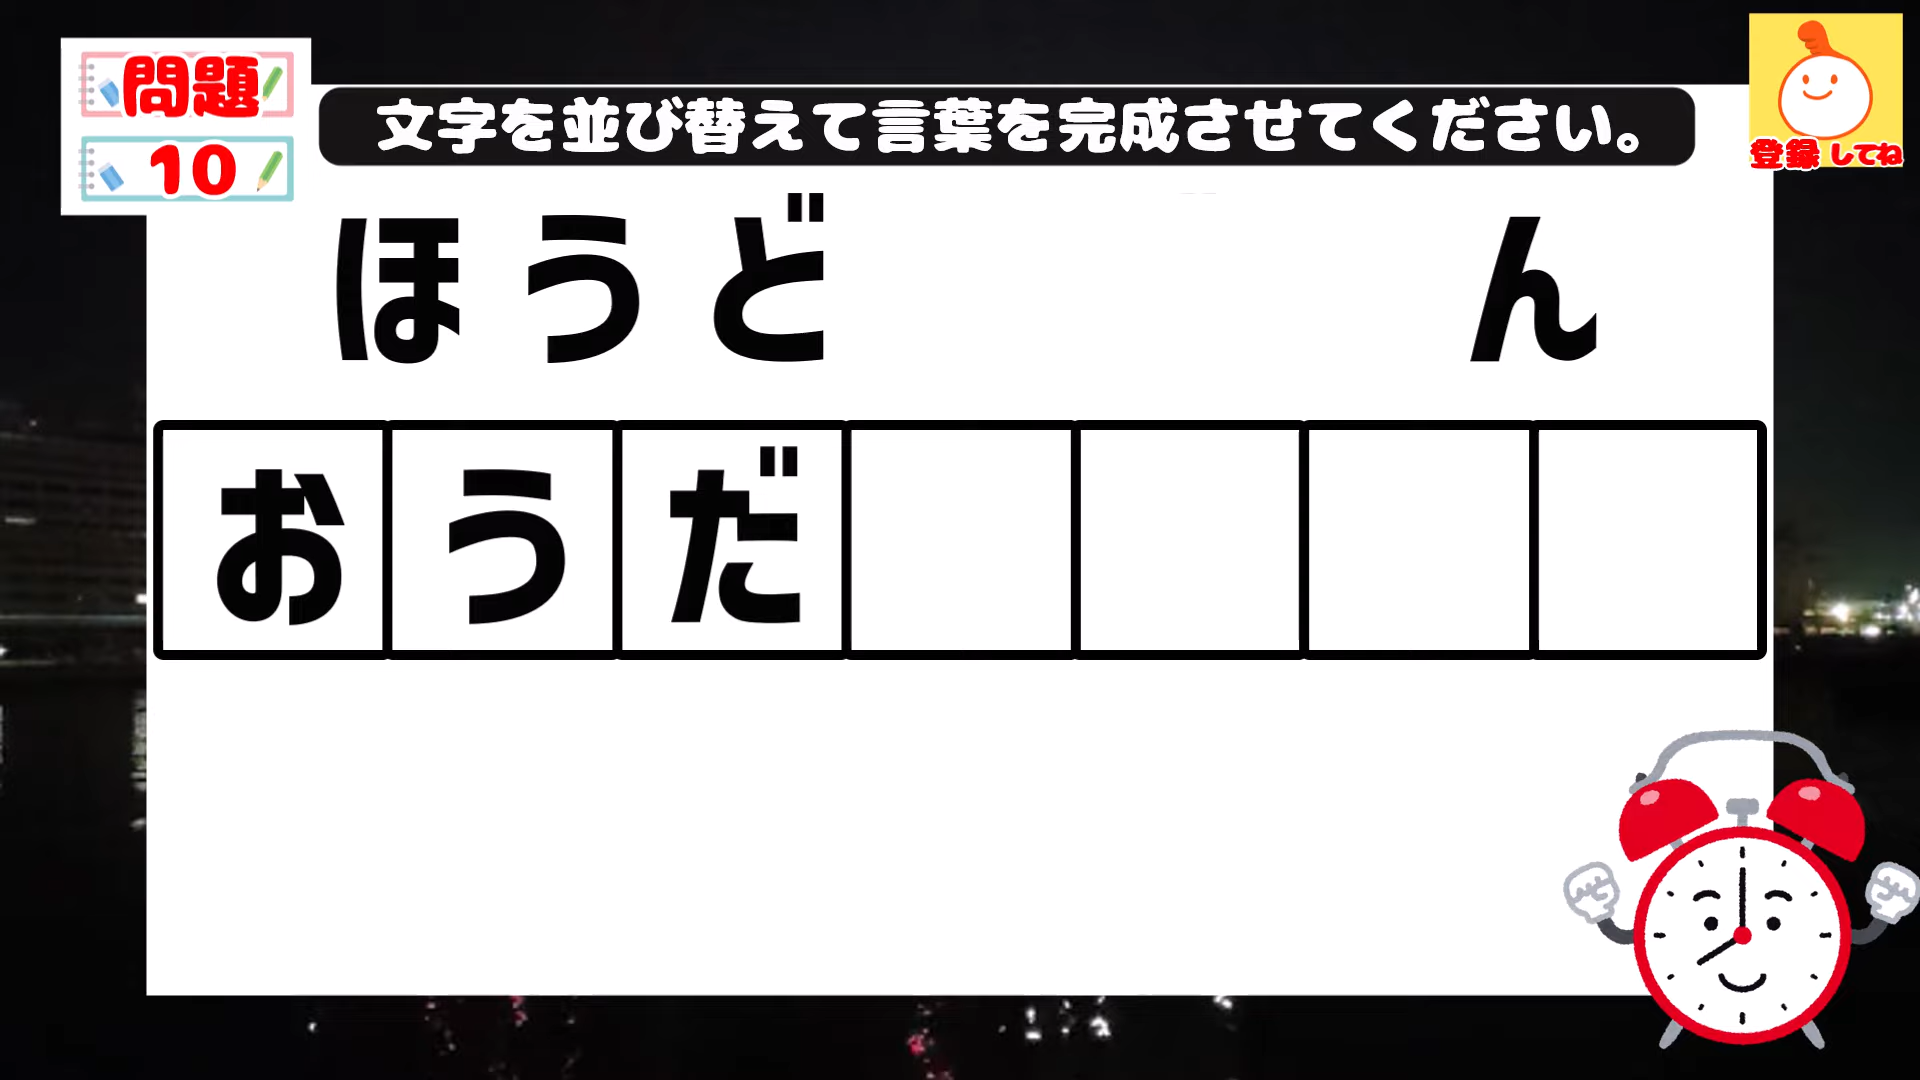 問題
10
文字を並び替えて言葉を完成させてください。
登録してね
ほうどん
おうだ